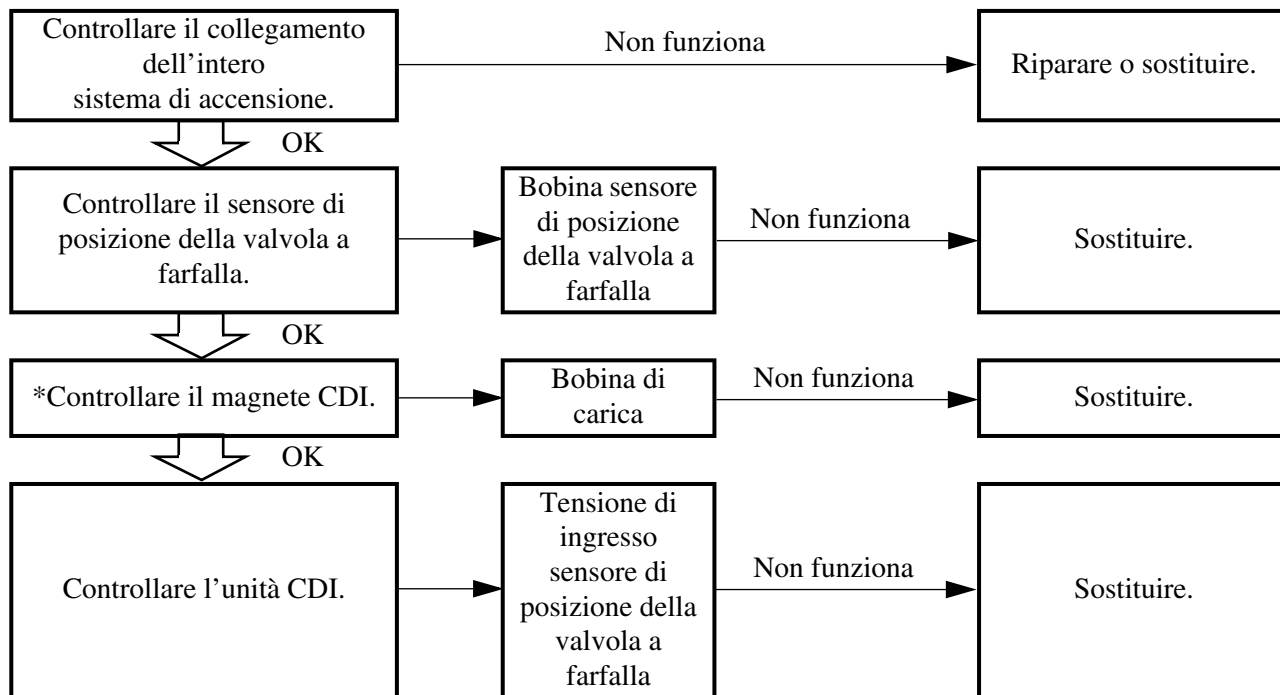 Controllare il collegamento
dell'intero
sistema di accensione.
Non funziona
Riparare o sostituire.
OK
Controllare il sensore di
posizione della valvola a
farfalla.
Bobina sensore
di posizione
della valvola a
farfalla
Non funziona
Sostituire.
OK
*Controllare il magnete CDI.
Bobina di
carica
Non funziona
Sostituire.
OK
Controllare l'unità CDI.
Tensione di
ingresso
sensore di
posizione della
valvola a
farfalla
Non funziona
Sostituire.